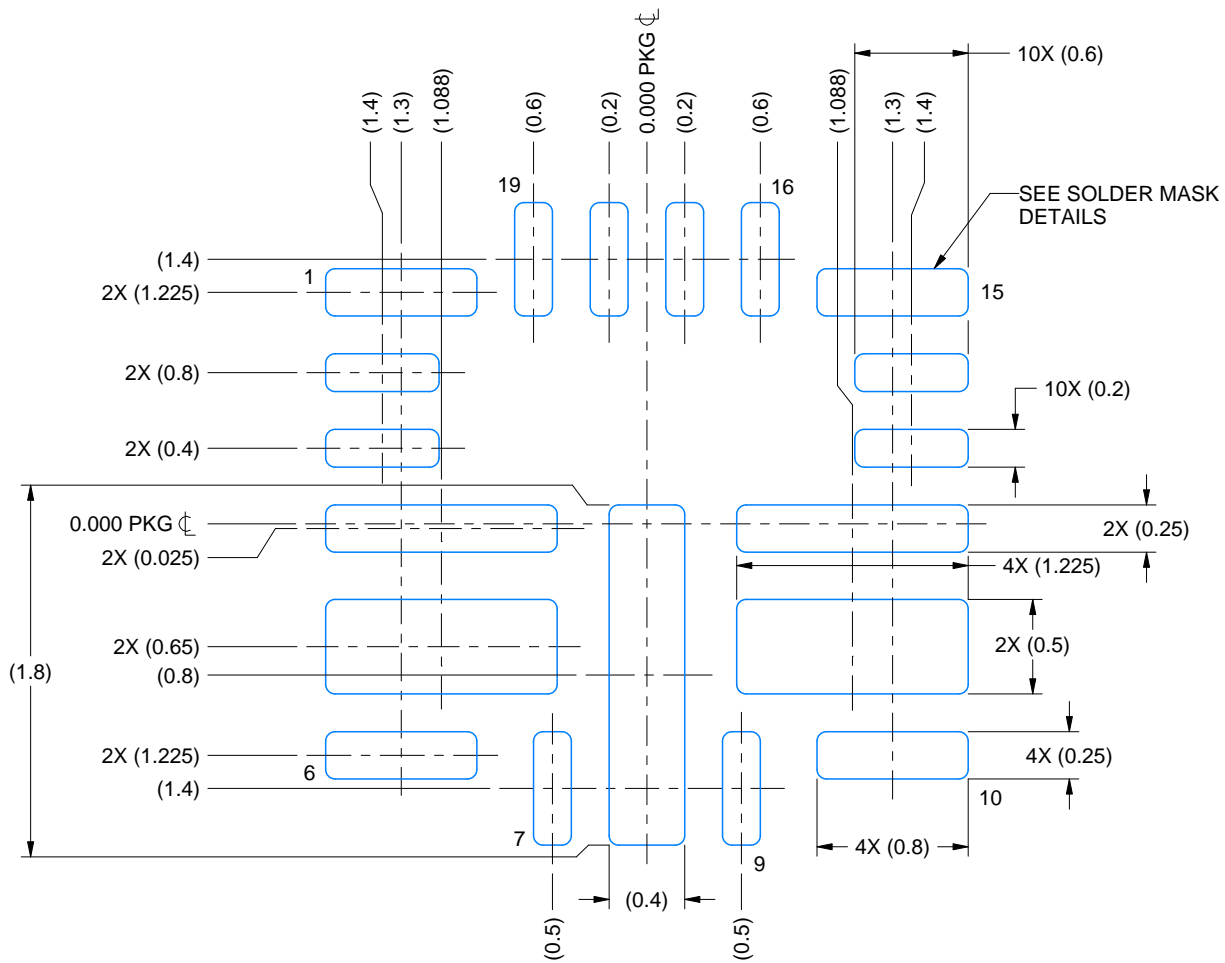 0.000 PKG ℄
10X (0.6)
(1.4)
(1.3)
(1.088)
(0.6)
(0.2)
(0.2)
(0.6)
(1.088)
(1.3)
(1.4)
19
16
SEE SOLDER MASK
DETAILS
(1.4)
1
2X (1.225)
15
2X (0.8)
10X (0.2)
2X (0.4)
0.000 PKG ℄
2X (0.25)
2X (0.025)
4X (1.225)
2X (0.65)
2X (0.5)
(1.8)
(0.8)
2X (1.225)
6
4X (0.25)
(1.4)
10
7
9
4X (0.8)
(0.4)
(0.5)
(0.5)